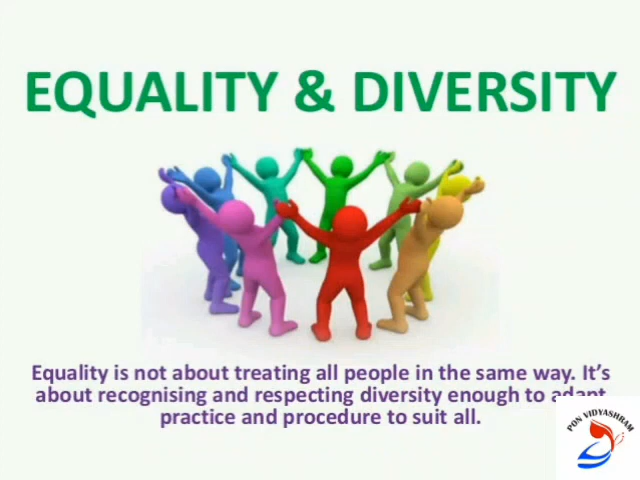 EQUALITY & DIVERSITY
Equality is not about treating all people in the same way. It's
about recognising and respecting diversity enough to adapt
practice and procedure to suit all.
PON VIDYASHRAM